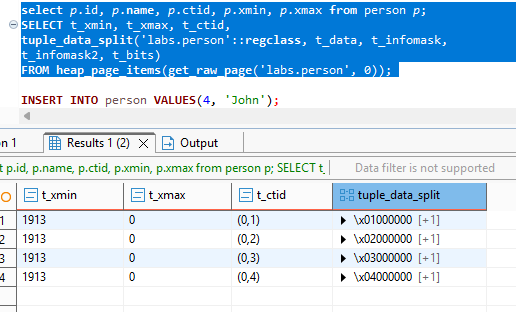 select p.id, p.name, p.ctid, p.xmin, p.xmax from person p;
SELECT t_xmin, t_xmax, t_ctid,
tuple_data_split('labs.person'::regclass, t_data, t_infomask,
t_infomask2, t_bits)
FROM heap_page_items(get_raw_page('labs.person', 0));
INSERT INTO person VALUES(4, 'John');
n 1 Results 1 (2) Output
t p.id, p.name, p.ctid, p.xmin, p.xmax from person p; SELECT t_ Data filter is not supported
t_xmin t_xmax t_ctid tuple_data_split
1 1913 0 (0,1) \x01000000 [+1]
2 1913 0 (0,2) \x02000000 [+1]
3 1913 0 (0,3) \x03000000 [+1]
4 1913 0 (0,4) \x04000000 [+1]